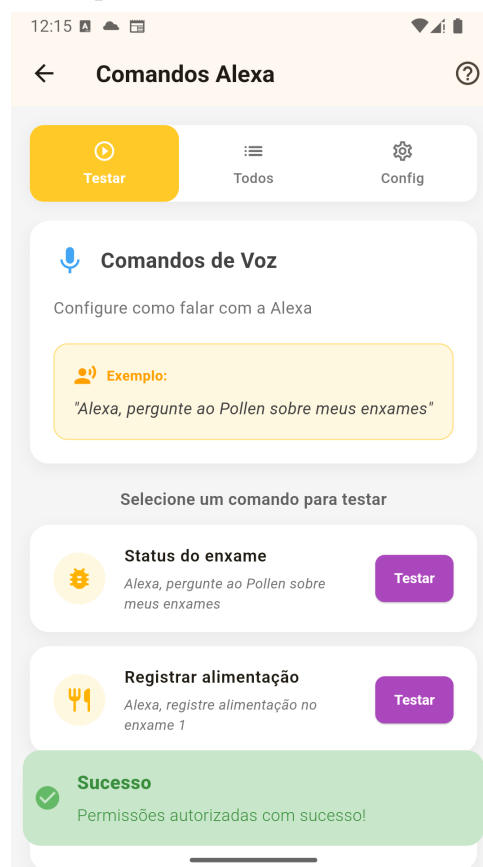 12:15
Comandos Alexa
Testar
Todos
Config
Comandos de Voz
Configure como falar com a Alexa
Exemplo:
"Alexa, pergunte ao Pollen sobre meus enxames"
Selecione um comando para testar
Status do enxame
Alexa, pergunte ao Pollen sobre
meus enxames
Testar
Registrar alimentação
Alexa, registre alimentação no
enxame 1
Testar
Sucesso
Permissões autorizadas com sucesso!